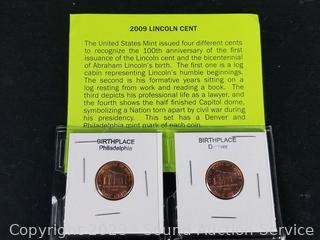 2009 LINCOLN CENT
The United States Mint issued four different cents
to recognize the 100th anniversary of the first
issuance of the Lincoln cent and the bicentennial
of Abraham Lincoln's birth. The first one is a log
cabin representing Lincoln's humble beginnings.
The second is his formative years sitting on a
log resting from work and reading a book. The
third depicts his professional life as a lawyer, and
the fourth shows the half finished Capitol dome,
symbolizing a Nation torn apart by civil war during
his presidency. This set has a Denver and
Philadelphia mint mark of each coin.
BIRTHPLACE
Philadelphia
BIRTHPLACE
Denver
Copyright Sound Auction Service